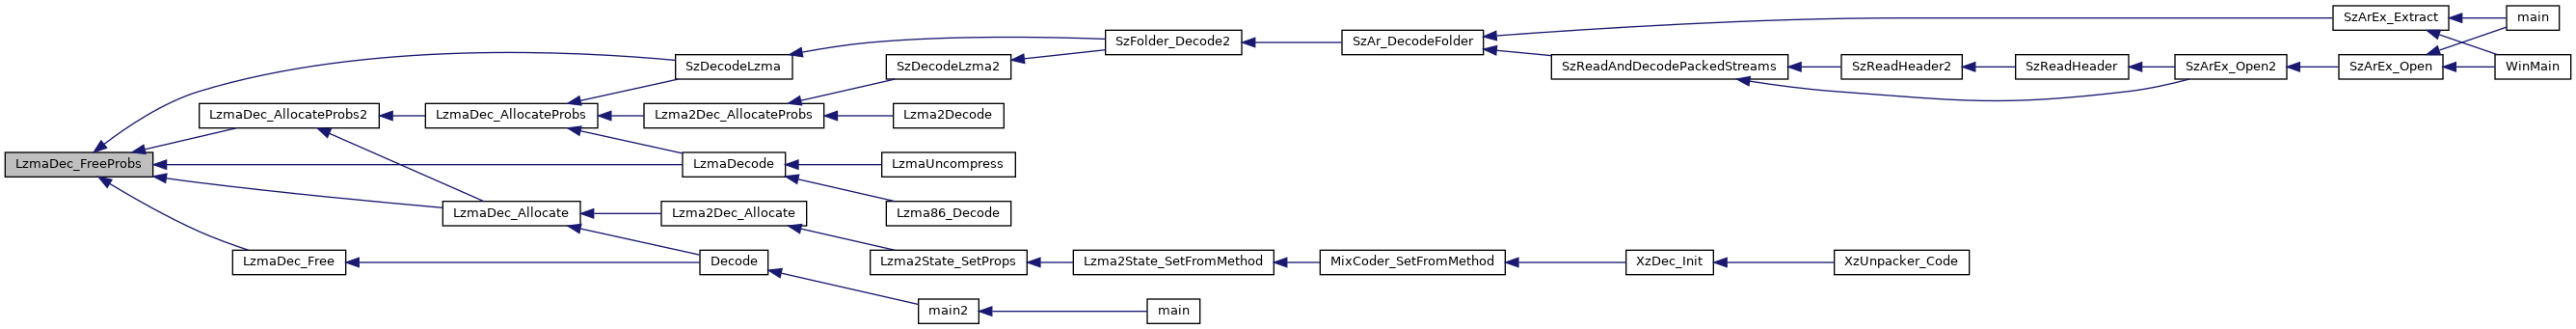 SzArEx_Extract
main
SzFolder_Decode2
SzAr_DecodeFolder
SzDecodeLzma
SzDecodeLzma2
SzReadAndDecodePackedStreams
SzReadHeader2
SzReadHeader
SzArEx_Open2
SzArEx_Open
WinMain
LzmaDec_AllocateProbs2
LzmaDec_AllocateProbs
Lzma2Dec_AllocateProbs
Lzma2Decode
LzmaDec_FreeProbs
LzmaDecode
LzmaUncompress
LzmaDec_Allocate
Lzma2Dec_Allocate
Lzma86_Decode
LzmaDec_Free
Decode
Lzma2State_SetProps
Lzma2State_SetFromMethod
MixCoder_SetFromMethod
XzDec_Init
XzUnpacker_Code
main2
main